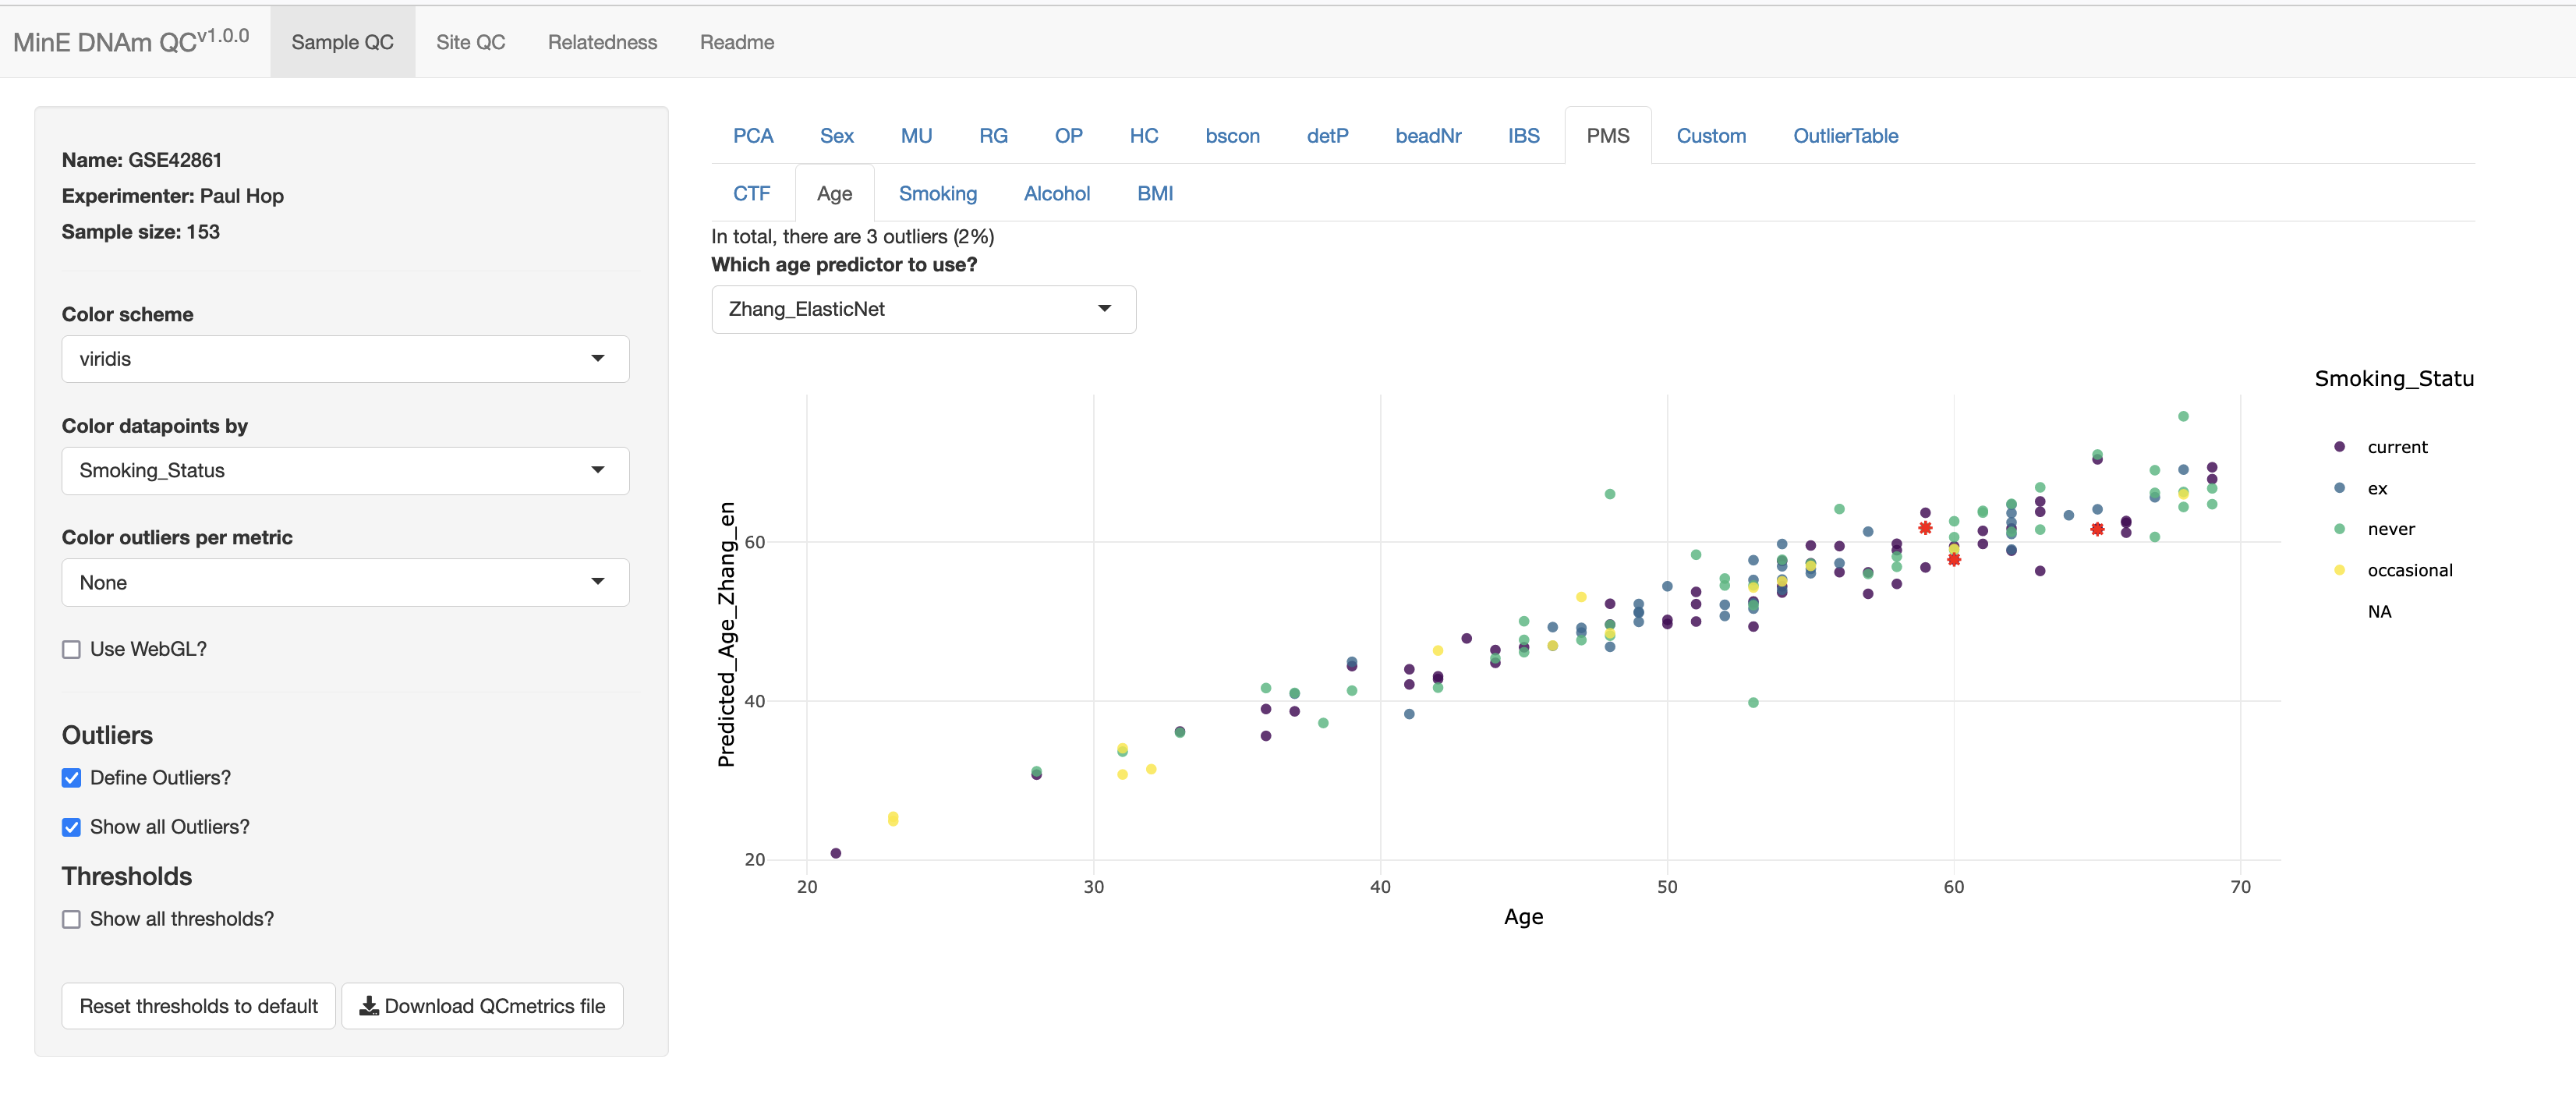 MinE DNAm QCv1.0.0 Sample QC Site QC Relatedness Readme
Name: GSE42861
Experimenter: Paul Hop
Sample size: 153
Color scheme
viridis
Color datapoints by
Smoking_Status
Color outliers per metric
None
Use WebGL?
Outliers
Define Outliers?
Show all Outliers?
Thresholds
Show all thresholds?
Reset thresholds to default Download QCmetrics file
PCA Sex MU RG OP HC bscon detP beadNr IBS PMS Custom OutlierTable
CTF Age Smoking Alcohol BMI
In total, there are 3 outliers (2%)
Which age predictor to use?
Zhang_ElasticNet
Predicted_Age_Zhang_en
60
40
20
20 30 40 50 60 70
Age
Smoking_Statu
current
ex
never
occasional
NA